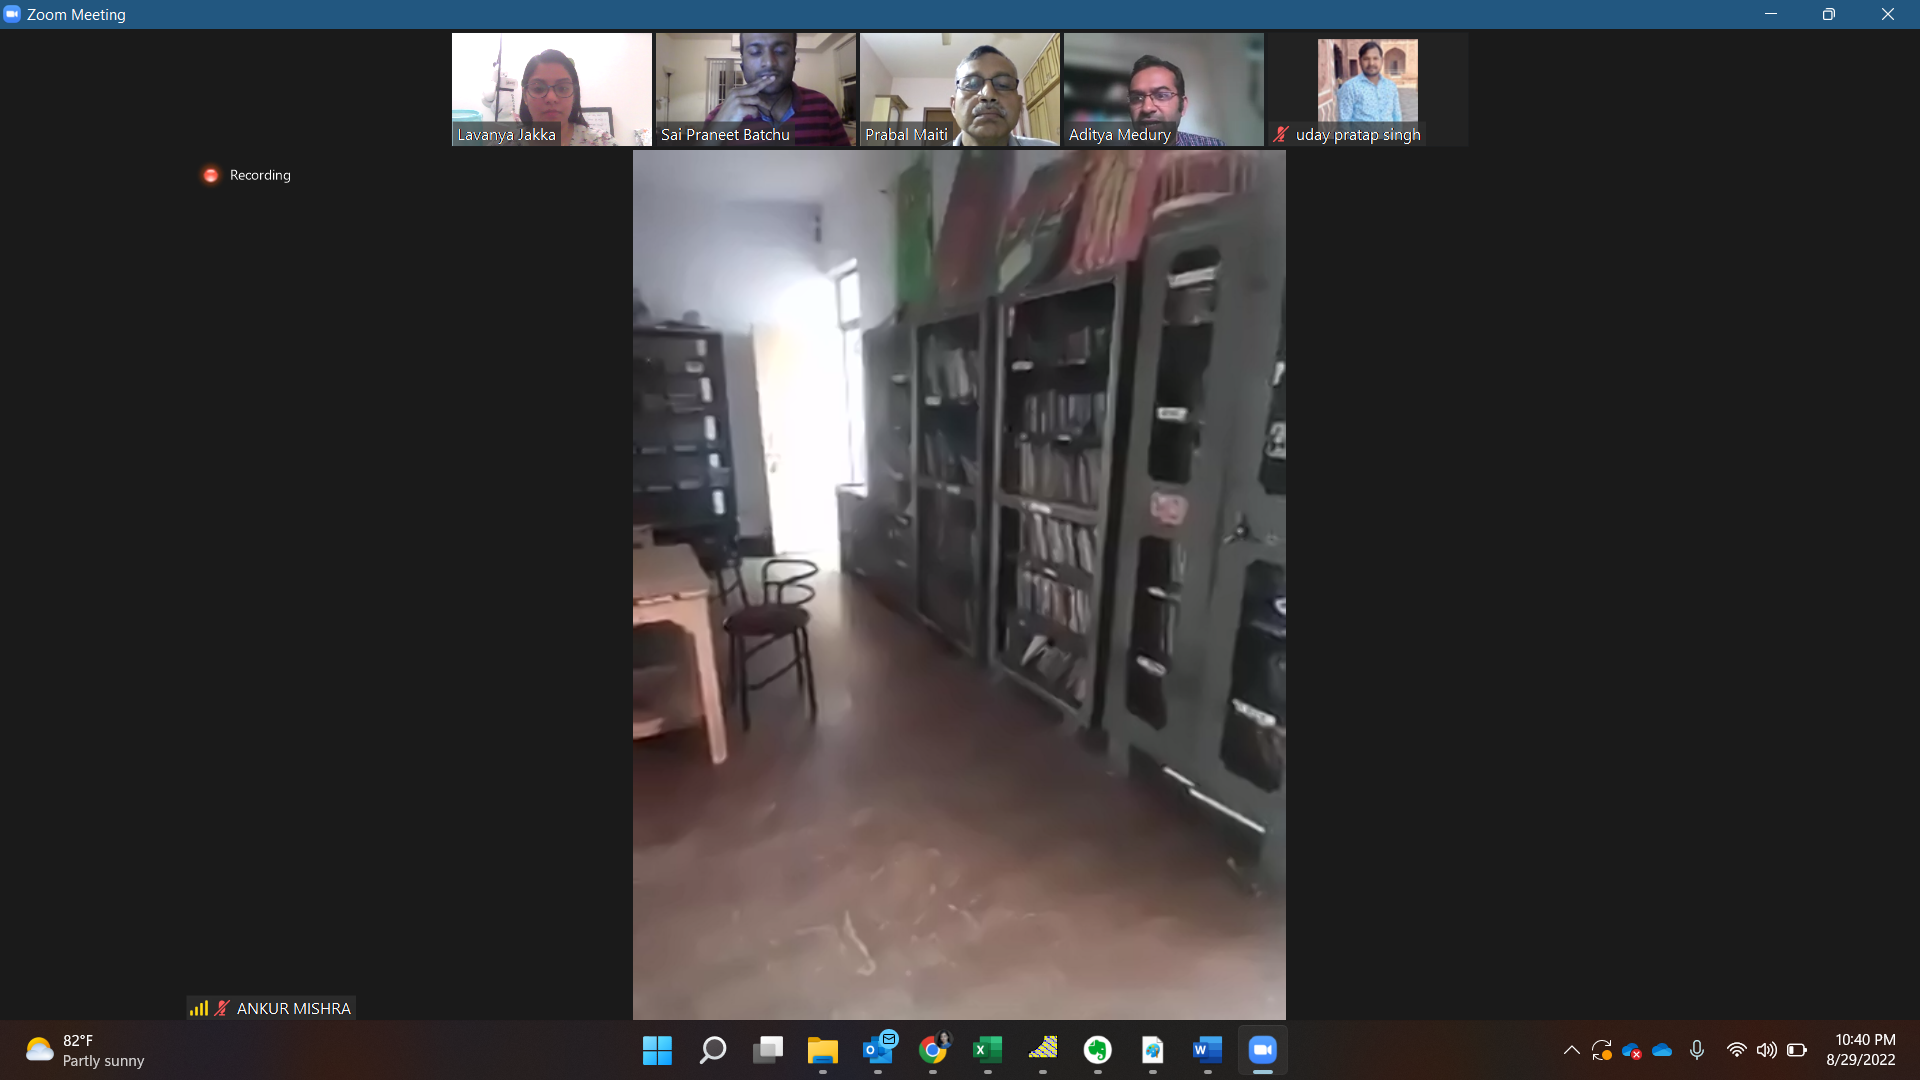 Zoom Meeting
Lavanya Jakka
Sai Praneet Batchu
Prabal Maiti
Aditya Medury
uday pratap singh
Recording
ANKUR MISHRA
82°F
Partly sunny
10:40 PM
8/29/2022